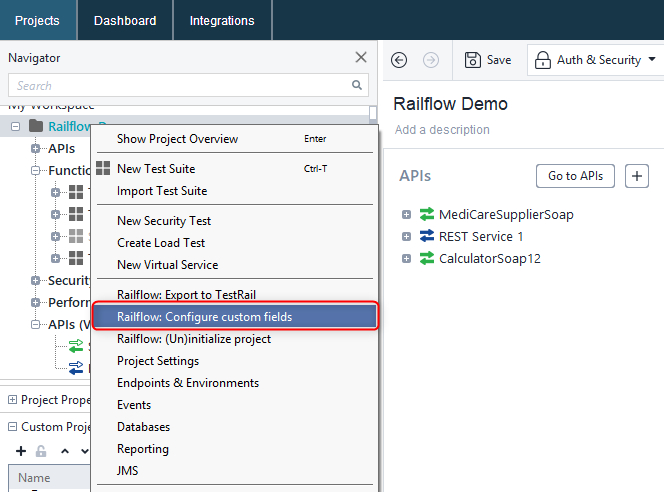 Projects
Dashboard
Integrations
Navigator
Search
My Workspace
Railflow D
APIs
Functio
Security
Perform
APIs (V
Project Prope
Custom Proje
Name
Show Project Overview Enter
New Test Suite Ctrl-T
Import Test Suite
New Security Test
Create Load Test
New Virtual Service
Railflow: Export to TestRail
Railflow: Configure custom fields
Railflow: (Un)initialize project
Project Settings
Endpoints & Environments
Events
Databases
Reporting
JMS
Save
Auth & Security
Railflow Demo
Add a description
APIs
Go to APIs
MediCareSupplierSoap
REST Service 1
CalculatorSoap12